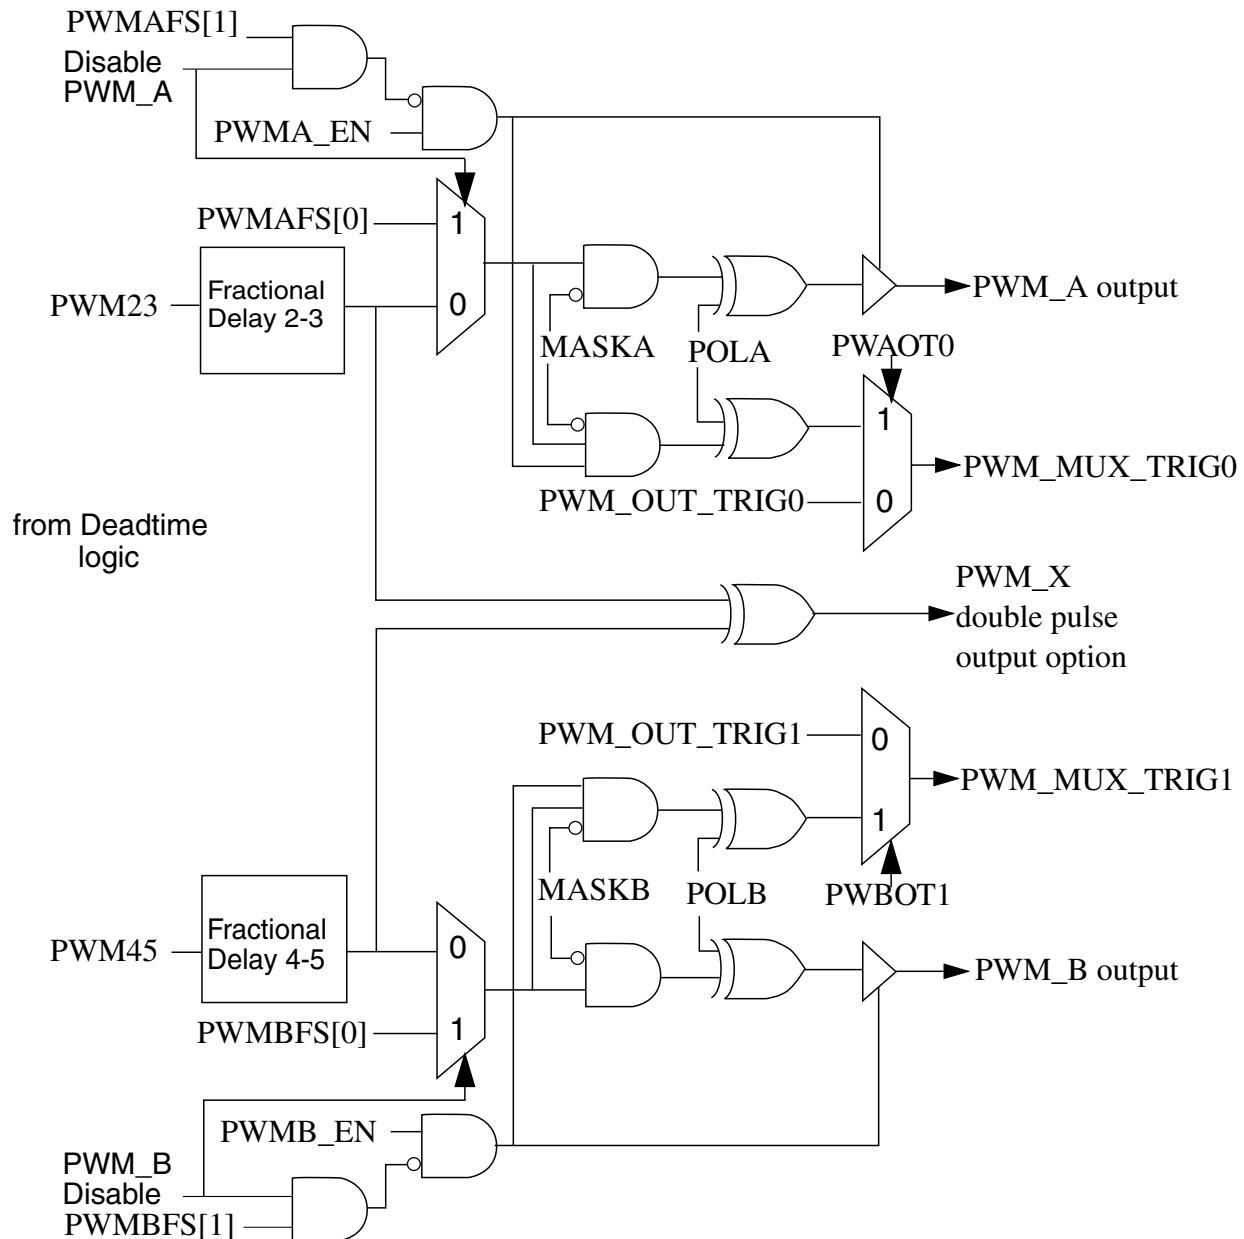 PWMAFS[1]
Disable
PWM_A
PWMA_EN
PWMAFS[0]
1
PWM23
Fractional
Delay 2-3
0
PWM_A output
MASKA
POLA
PWAOT0
1
PWM_MUX_TRIG0
PWM_OUT_TRIG0
0
from Deadtime
logic
PWM_X
double pulse
output option
PWM_OUT_TRIG1
0
PWM_MUX_TRIG1
1
MASKB
POLB
PWBOT1
PWM45
Fractional
Delay 4-5
0
PWM_B output
PWMBFS[0]
1
PWMB_EN
PWM_B
Disable
PWMBFS[1]